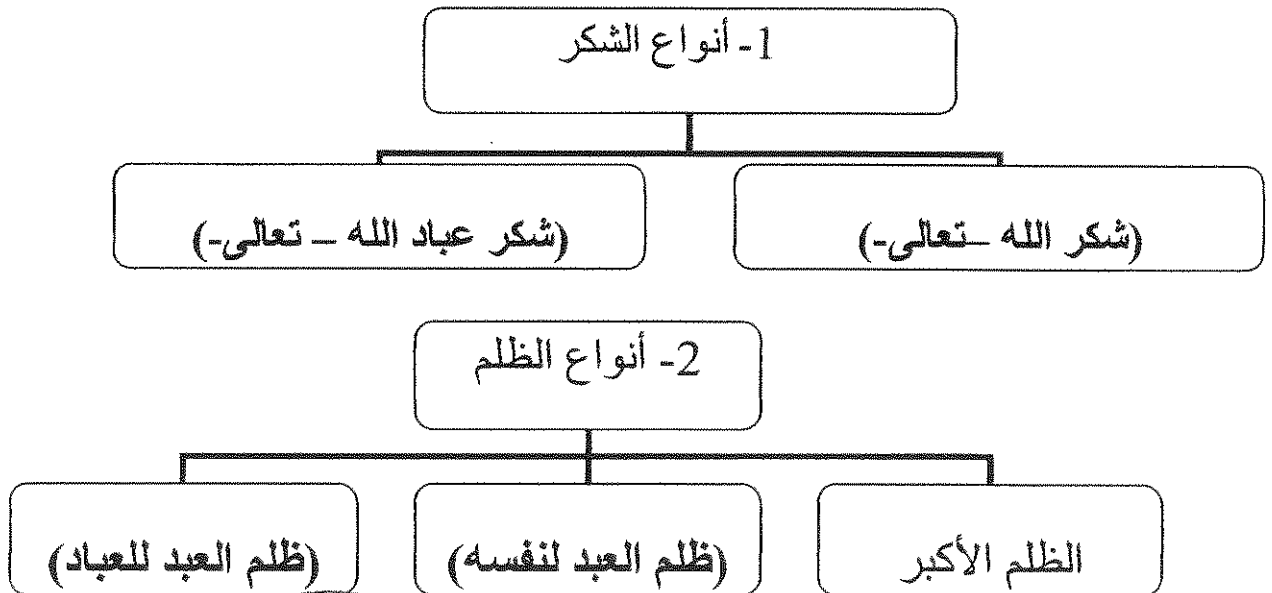 1- أنواع الشكر
(شكر الله –تعالى-)
(شكر عباد الله – تعالى-)
2- أنواع الظلم
الظلم الأكبر
(ظلم العبد لنفسه)
(ظلم العبد للعباد)